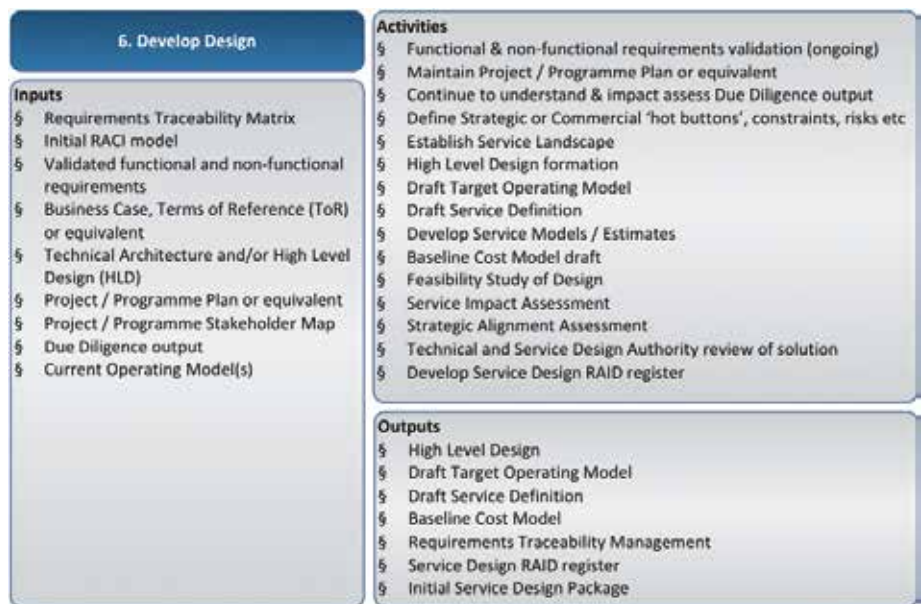 6. Develop Design
Inputs
§ Requirements Traceability Matrix
§ Initial RACI model
§ Validated functional and non-functional
requirements
§ Business Case, Terms of Reference (ToR)
or equivalent
§ Technical Architecture and/or High Level
Design (HLD)
§ Project / Programme Plan or equivalent
§ Project / Programme Stakeholder Map
§ Due Diligence output
§ Current Operating Model(s)
Activities
§ Functional & non-functional requirements validation (ongoing)
§ Maintain Project / Programme Plan or equivalent
§ Continue to understand & impact assess Due Diligence output
§ Define Strategic or Commercial 'hot buttons', constraints, risks etc
§ Establish Service Landscape
§ High Level Design formation
§ Draft Target Operating Model
§ Draft Service Definition
§ Develop Service Models / Estimates
§ Baseline Cost Model draft
§ Feasibility Study of Design
§ Service Impact Assessment
§ Strategic Alignment Assessment
§ Technical and Service Design Authority review of solution
§ Develop Service Design RAID register
Outputs
§ High Level Design
§ Draft Target Operating Model
§ Draft Service Definition
§ Baseline Cost Model
§ Requirements Traceability Management
§ Service Design RAID register
§ Initial Service Design Package